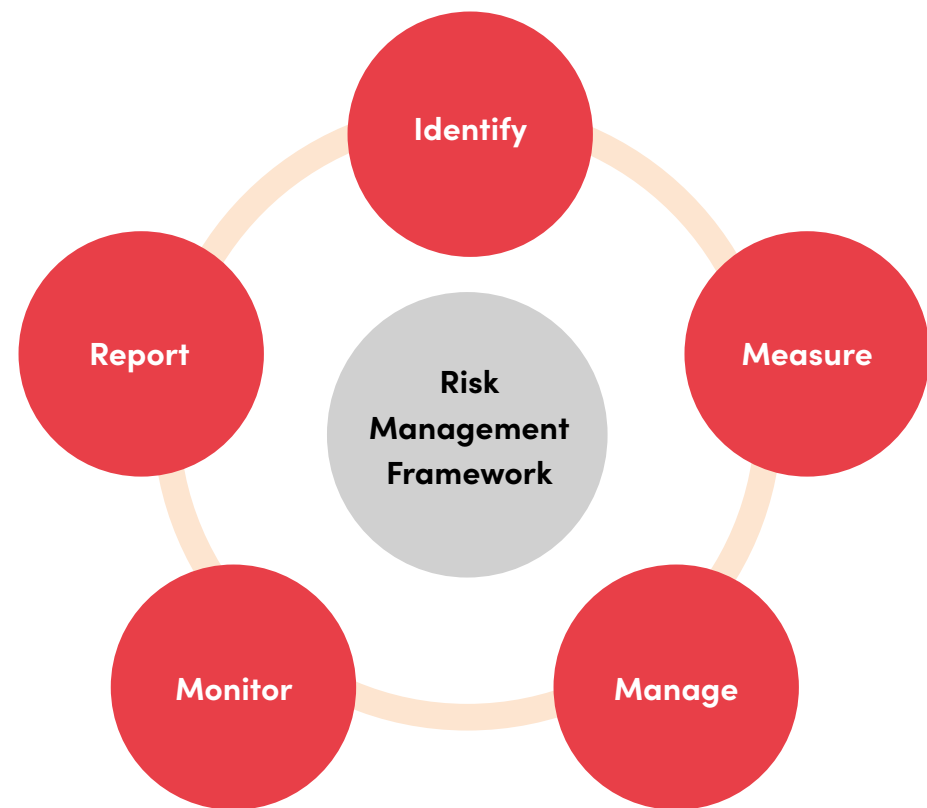 Identify
Measure
Manage
Monitor
Report
Risk
Management
Framework